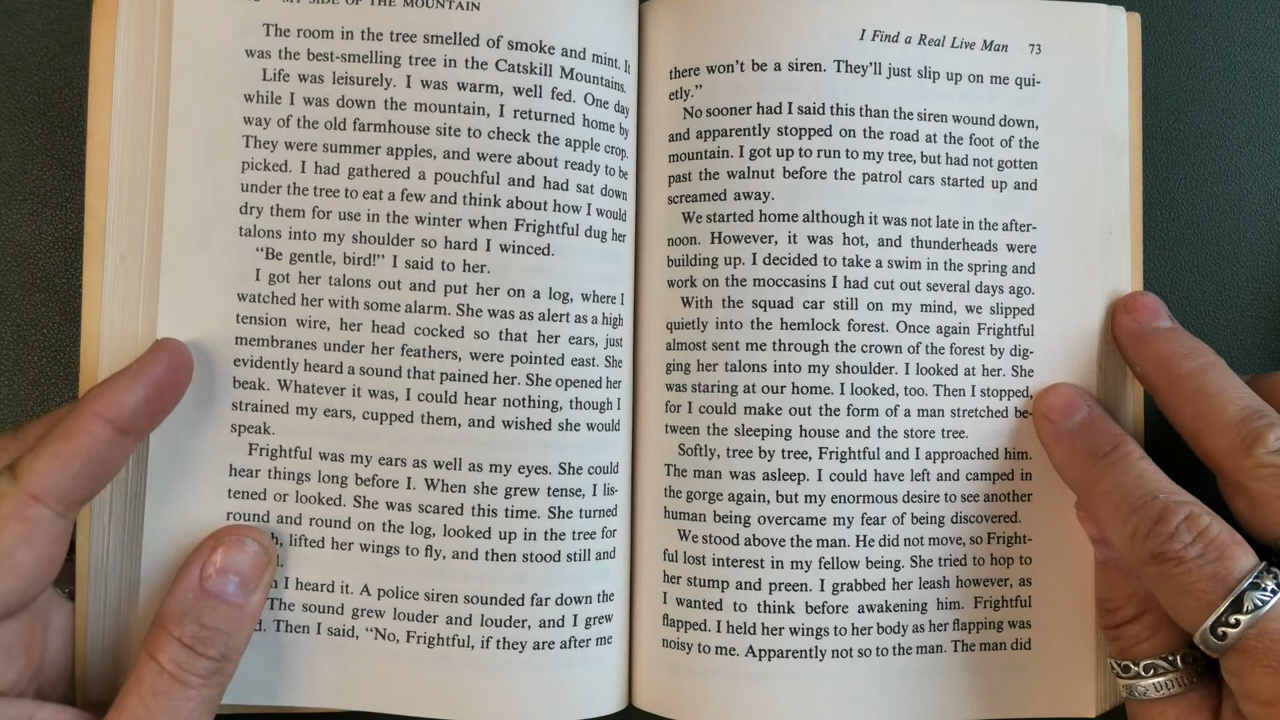 MY SIDE OF THE MOUNTAIN
The room in the tree smelled of smoke and mint. It
was the best-smelling tree in the Catskill Mountains.
Life was leisurely. I was warm, well fed. One day
while I was down the mountain, I returned home by
way of the old farmhouse site to check the apple crop.
They were summer apples, and were about ready to be
picked. I had gathered a pouchful and had sat down
under the tree to eat a few and think about how I would
dry them for use in the winter when Frightful dug her
talons into my shoulder so hard I winced.
"Be gentle, bird!" I said to her.
I got her talons out and put her on a log, where I
watched her with some alarm. She was as alert as a high
tension wire, her head cocked so that her ears, just
membranes under her feathers, were pointed east. She
evidently heard a sound that pained her. She opened her
beak. Whatever it was, I could hear nothing, though I
strained my ears, cupped them, and wished she would
speak.
Frightful was my ears as well as my eyes. She could
hear things long before I. When she grew tense, I lis-
tened or looked. She was scared this time. She turned
round and round on the log, looked up in the tree for
lifted her wings to fly, and then stood still and
I heard it. A police siren sounded far down the
The sound grew louder and louder, and I grew
Then I said, "No, Frightful, if they are after me
I Find a Real Live Man 73
there won't be a siren. They'll just slip up on me qui-
etly."
No sooner had I said this than the siren wound down,
and apparently stopped on the road at the foot of the
mountain. I got up to run to my tree, but had not gotten
past the walnut before the patrol cars started up and
screamed away.
We started home although it was not late in the after-
noon. However, it was hot, and thunderheads were
building up. I decided to take a swim in the spring and
work on the moccasins I had cut out several days ago.
With the squad car still on my mind, we slipped
quietly into the hemlock forest. Once again Frightful
almost sent me through the crown of the forest by dig-
ging her talons into my shoulder. I looked at her. She
was staring at our home. I looked, too. Then I stopped,
for I could make out the form of a man stretched be-
tween the sleeping house and the store tree.
Softly, tree by tree, Frightful and I approached him.
The man was asleep. I could have left and camped in
the gorge again, but my enormous desire to see another
human being overcame my fear of being discovered.
We stood above the man. He did not move, so Fright-
ful lost interest in my fellow being. She tried to hop to
her stump and preen. I grabbed her leash however, as
I wanted to think before awakening him. Frightful
flapped. I held her wings to her body as her flapping was
noisy to me. Apparently not so to the man. The man did